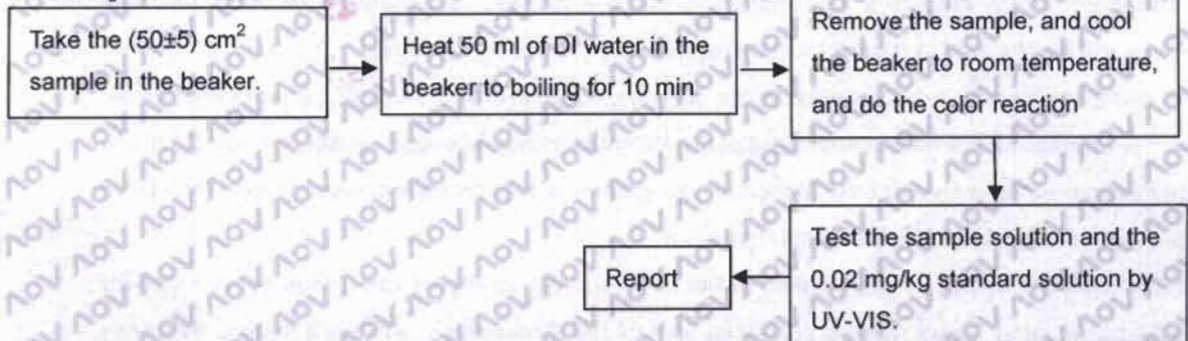 Take the (50±5) cm²
sample in the beaker.
Heat 50 ml of DI water in the
beaker to boiling for 10 min
Remove the sample, and cool
the beaker to room temperature,
and do the color reaction
Test the sample solution and the
0.02 mg/kg standard solution by
UV-VIS.
Report